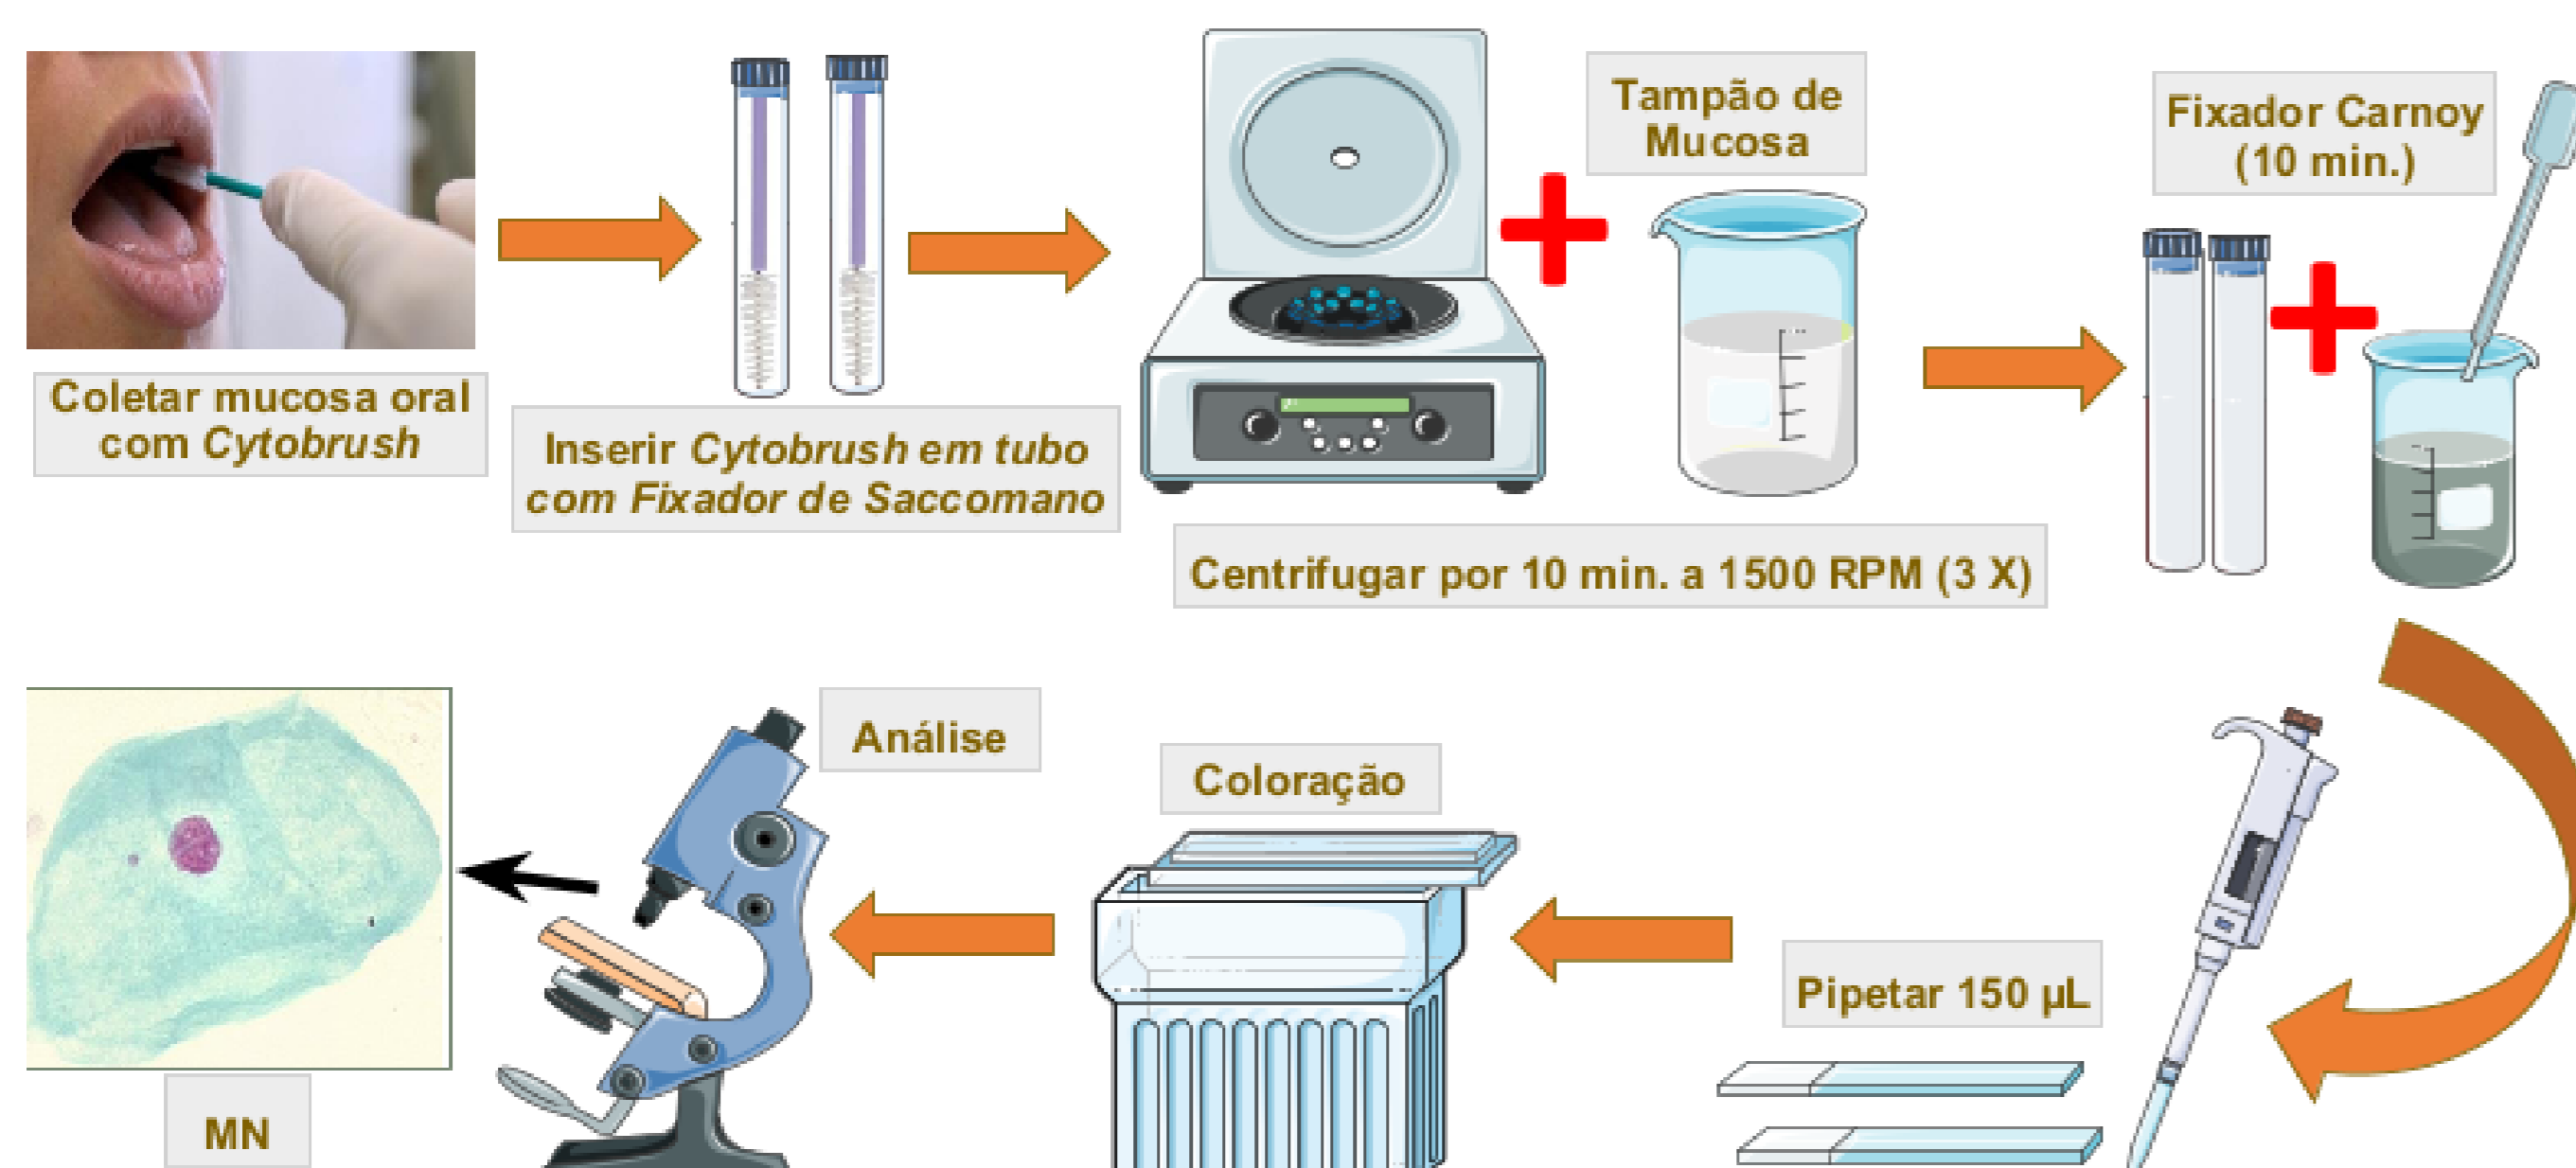 Coletar mucosa oral
com Cytobrush
Inserir Cytobrush em tubo
com Fixador de Saccomano
Tampão de
Mucosa
Centrifugar por 10 min. a 1500 RPM (3 X)
Fixador Carnoy
(10 min.)
Pipetar 150 µL
Coloração
Análise
MN